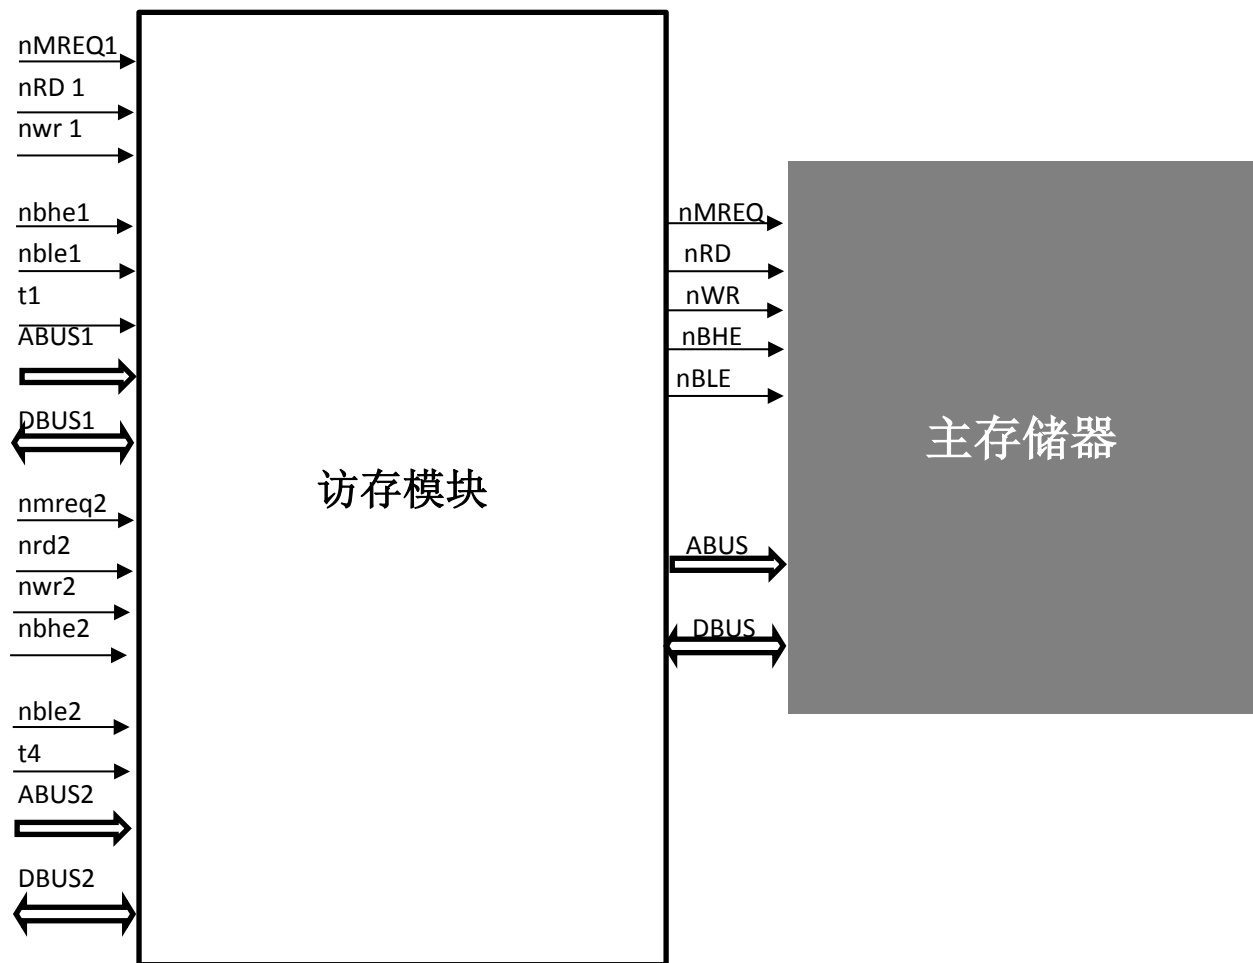 nMREQ1
nRD 1
nwr 1
nbhe1
nble1
t1
ABUS1
DBUS1
nmreq2
nrd2
nwr2
nbhe2
nble2
t4
ABUS2
DBUS2
访存模块
nMREQ
nRD
nWR
nBHE
nBLE
ABUS
DBUS
主存储器